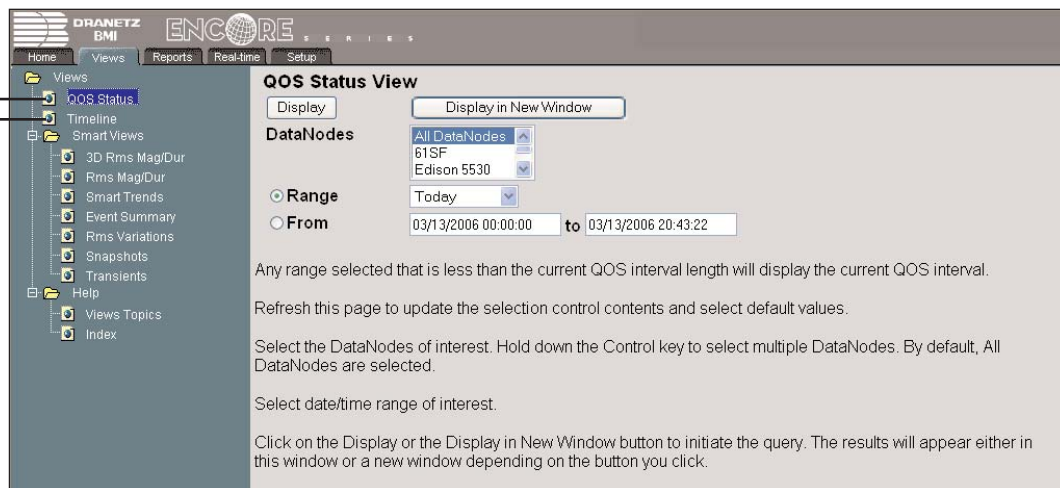 DRANETZ
BMI
ENCORE
SERIES
Home Views Reports Real-time Setup
Views
QOS Status
Timeline
Smart Views
3D Rms Mag/Dur
Rms Mag/Dur
Smart Trends
Event Summary
Rms Variations
Snapshots
Transients
Help
Views Topics
Index
QOS Status View
Display Display in New Window
DataNodes
All DataNodes
61SF
Edison 5530
Range Today
From 03/13/2006 00:00:00 to 03/13/2006 20:43:22
Any range selected that is less than the current QOS interval length will display the current QOS interval.
Refresh this page to update the selection control contents and select default values.
Select the DataNodes of interest. Hold down the Control key to select multiple DataNodes. By default, All
DataNodes are selected.
Select date/time range of interest.
Click on the Display or the Display in New Window button to initiate the query. The results will appear either in
this window or a new window depending on the button you click.